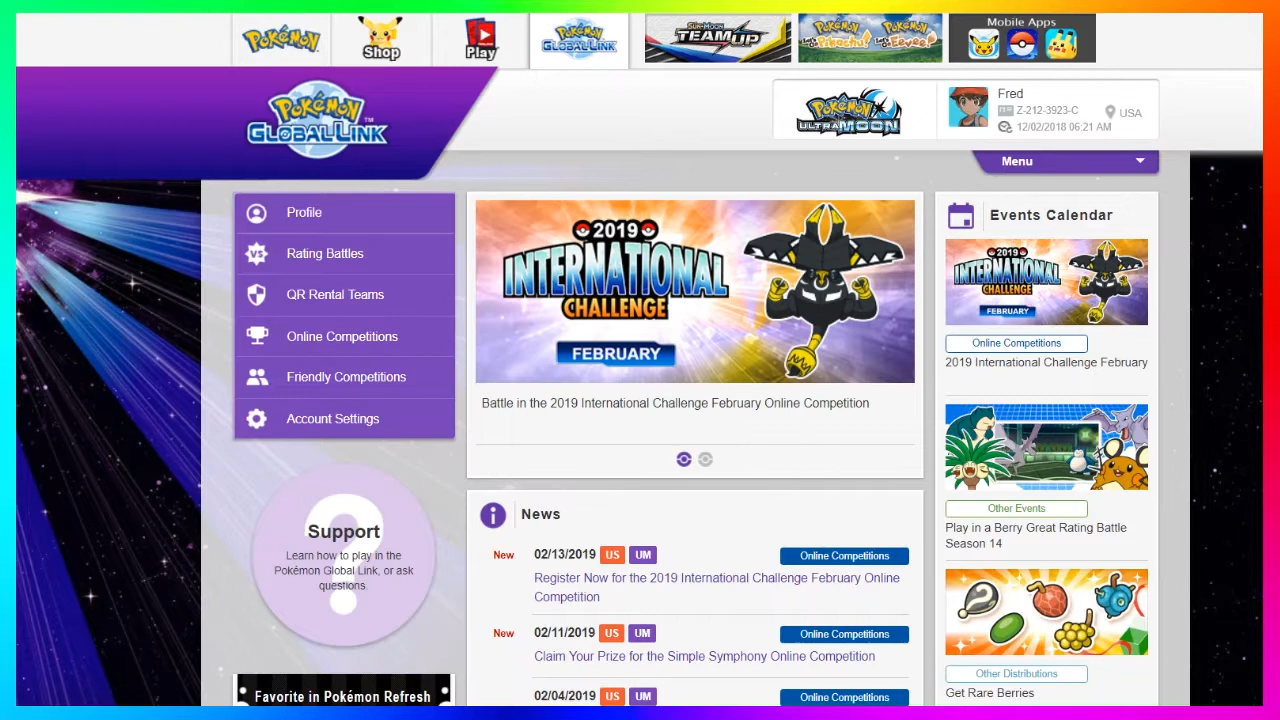 Pokémon
Shop
Play
Pokémon
Global Link
Sun & Moon
TEAM UP
Pokémon
Let's Go, Pikachu!
Pokémon
Let's Go, Eevee!
Mobile Apps
Pokémon
Global Link™
Pokémon
ULTRA MOON
Fred
Z-212-3923-C
USA
12/02/2018 06:21 AM
Menu
Profile
Rating Battles
QR Rental Teams
Online Competitions
Friendly Competitions
Account Settings
?
Support
Learn how to play in the
Pokémon Global Link, or ask
questions.
Favorite in Pokémon Refresh
2019
INTERNATIONAL
CHALLENGE
FEBRUARY
Battle in the 2019 International Challenge February Online Competition
News
New
02/13/2019 US UM
Online Competitions
Register Now for the 2019 International Challenge February Online
Competition
New
02/11/2019 US UM
Online Competitions
Claim Your Prize for the Simple Symphony Online Competition
02/04/2019 US UM
Online Competitions
Events Calendar
2019
INTERNATIONAL
CHALLENGE
FEBRUARY
Online Competitions
2019 International Challenge February
Other Events
Play in a Berry Great Rating Battle
Season 14
Other Distributions
Get Rare Berries